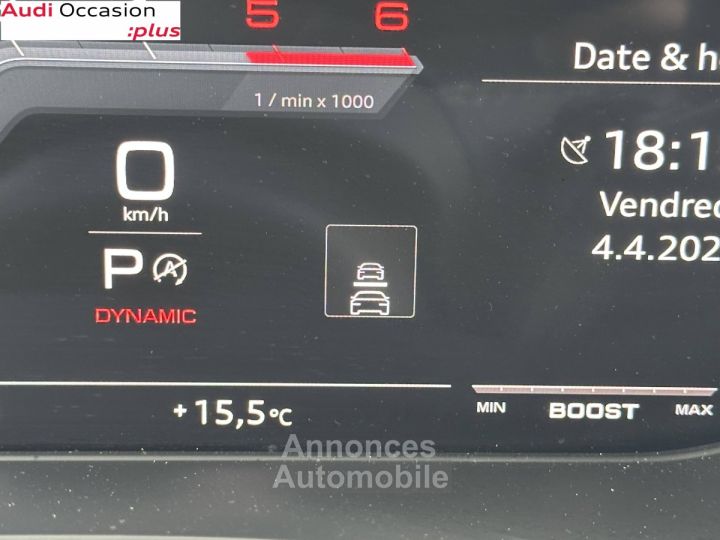 Audi Occasion
:plus
5 6
1 / min x 1000
Date & h
0
km/h
18:1
Vendred
4.4.202
P
DYNAMIC
+15,5°C
MIN BOOST MAX
Annonces
Automobile